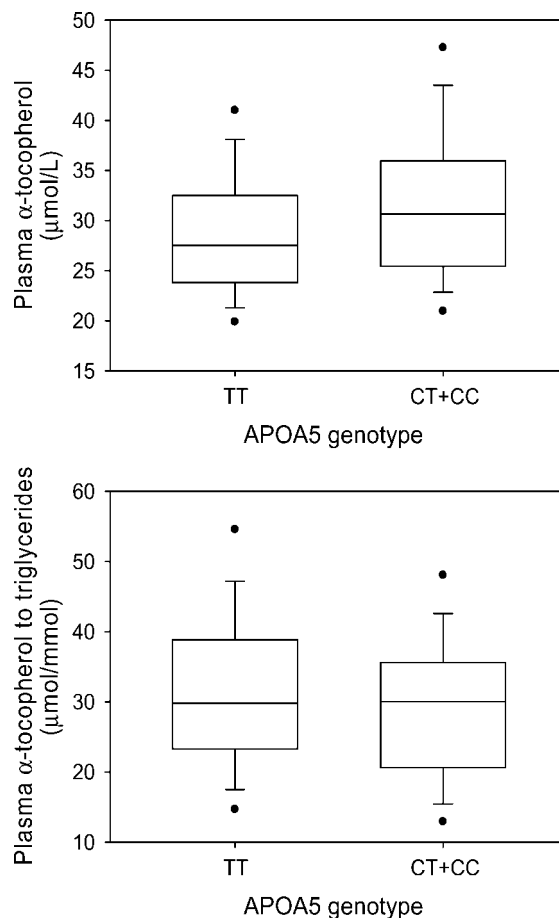 Plasma α-tocopherol
(μmol/L)
50
45
40
35
30
25
20
15
TT
CT+CC
APOA5 genotype
Plasma α-tocopherol to triglycerides
(μmol/mmol)
60
50
40
30
20
10
TT
CT+CC
APOA5 genotype